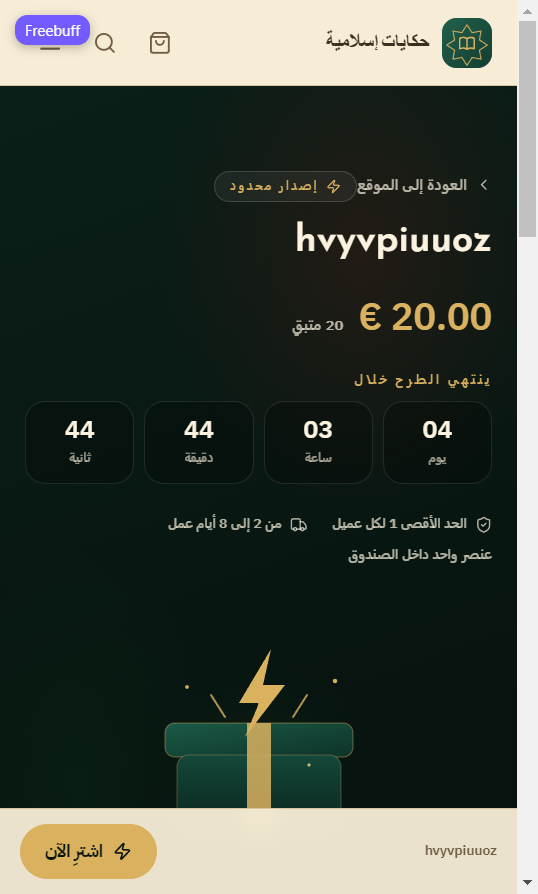 Freebuff
حكايات إسلامية
العودة إلى الموقع
إصدار محدود
hvyvpiuuoz
20.00 €
20 متبقٍ
ينتهي الطرح خلال
04
يوم
03
ساعة
44
دقيقة
44
ثانية
الحد الأقصى 1 لكل عميل
من 2 إلى 8 أيام عمل
عنصر واحد داخل الصندوق
hvyvpiuuoz
اشترِ الآن